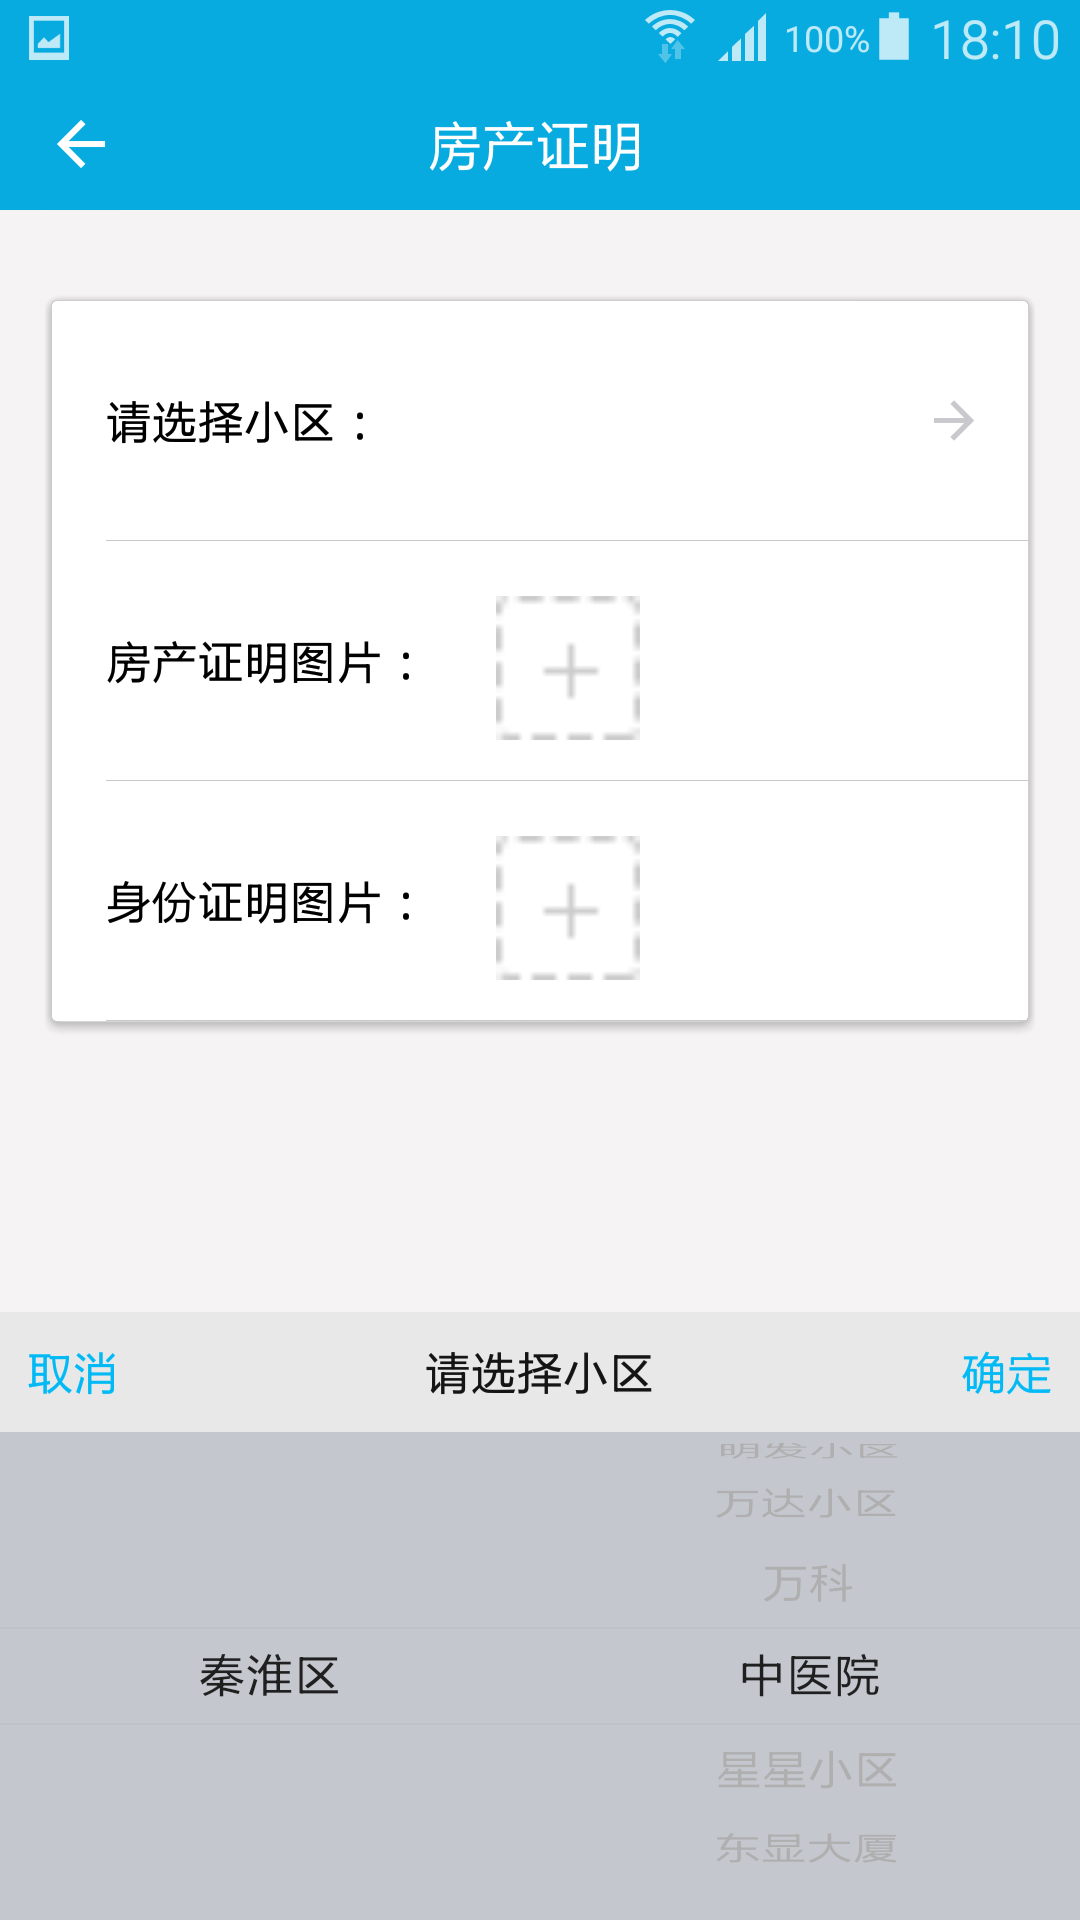 100% 18:10
房产证明
请选择小区：
房产证明图片：
身份证明图片：
取消 请选择小区 确定
万达小区
万科
秦淮区 中医院
星星小区
东显大厦